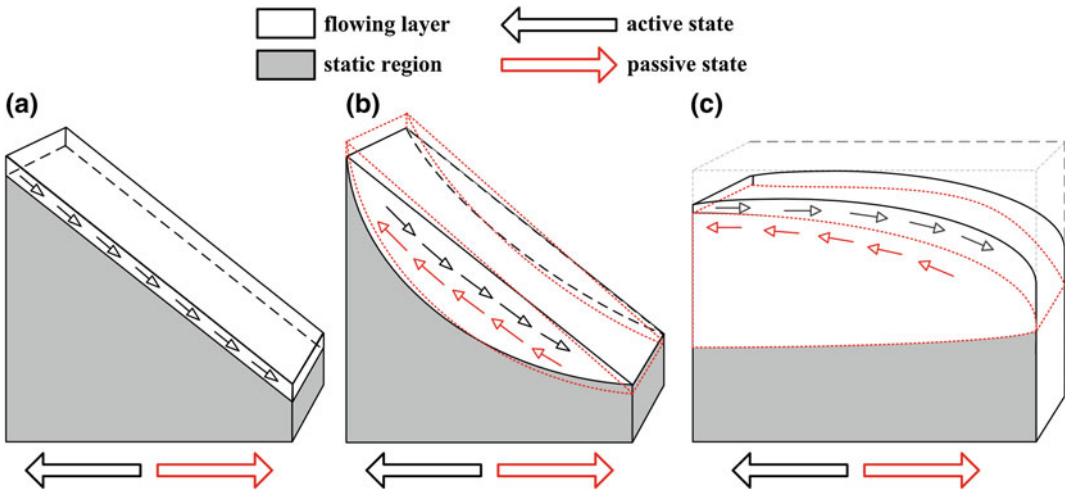 flowing layer
active state
static region
passive state
(a)
(b)
(c)